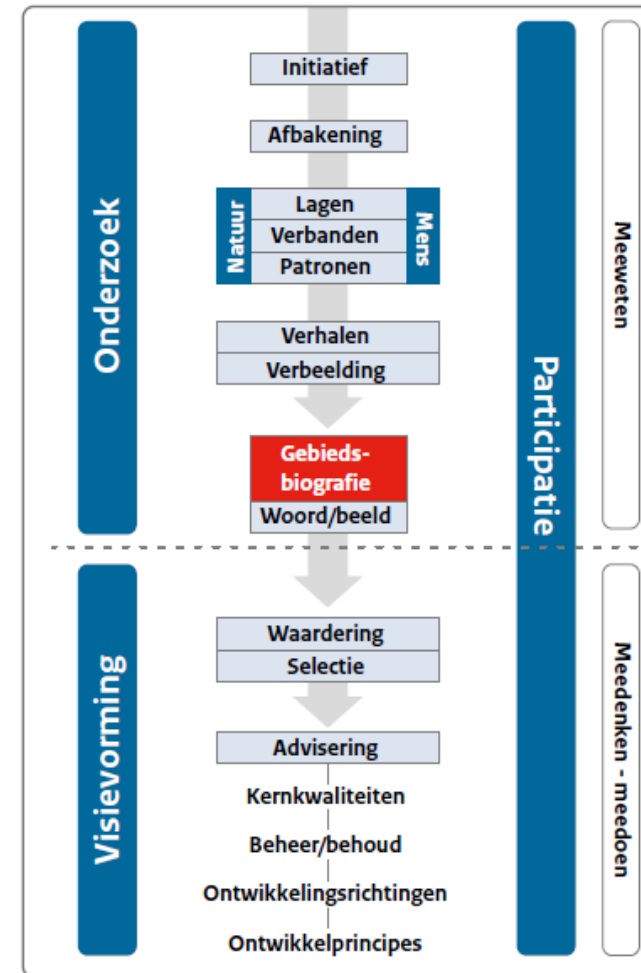 Onderzoek
Initiatief
Afbakening
Natuur
Lagen
Verbanden
Patronen
Mens
Verhalen
Verbeelding
Gebieds-
biografie
Woord/beeld
Participatie
Meeweten
Visievorming
Waardering
Selectie
Advisering
Kernkwaliteiten
Beheer/behoud
Ontwikkelingsrichtingen
Ontwikkelprincipes
Meedenken - meedoen